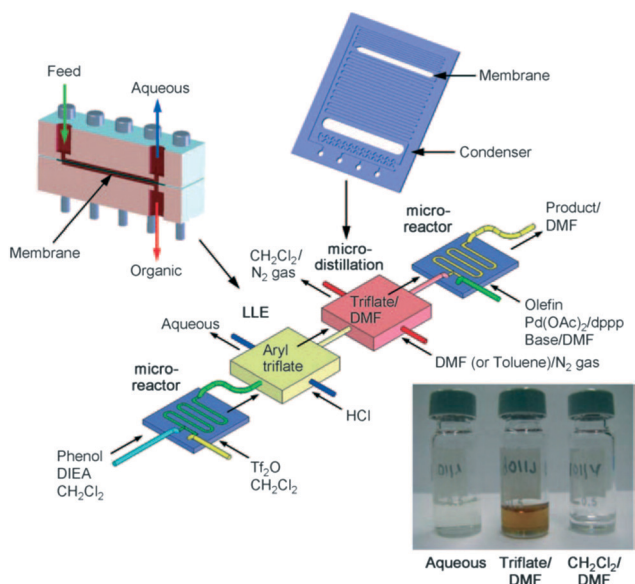 Feed
Aqueous
Membrane
Organic
Membrane
Condenser
micro-
reactor
Product/
DMF
CH₂Cl₂/
N₂ gas
micro-
distillation
Triflate/
DMF
Olefin
Pd(OAc)₂/dppp
Base/DMF
LLE
Aqueous
Aryl
triflate
DMF (or Toluene)/N₂ gas
micro-
reactor
HCl
Phenol
DIEA
CH₂Cl₂
Tf₂O
CH₂Cl₂
Aqueous
Triflate/
DMF
CH₂Cl₂/
DMF